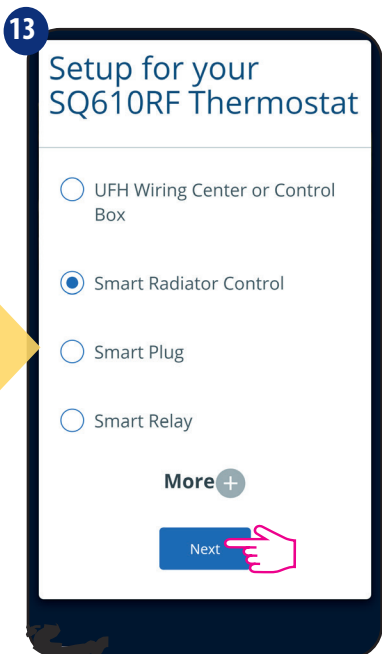 13
Setup for your
SQ610RF Thermostat
UFH Wiring Center or Control
Box
Smart Radiator Control
Smart Plug
Smart Relay
More +
Next